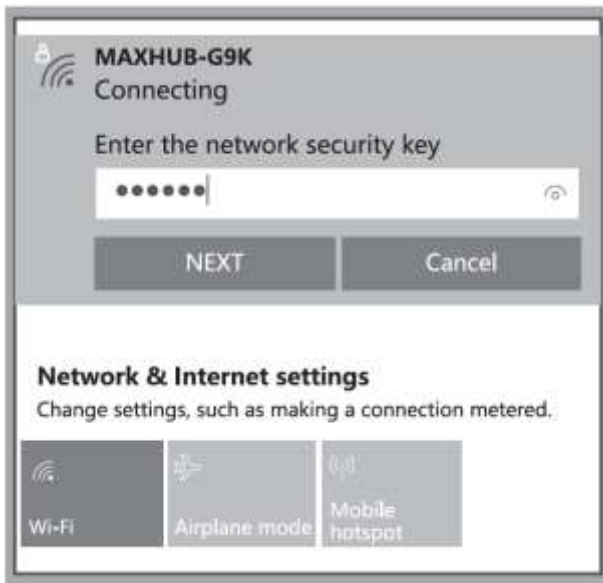 MAXHUB-G9K
Connecting
Enter the network security key
••••••
NEXT
Cancel
Network & Internet settings
Change settings, such as making a connection metered.
Wi-Fi
Airplane mode
Mobile
hotspot